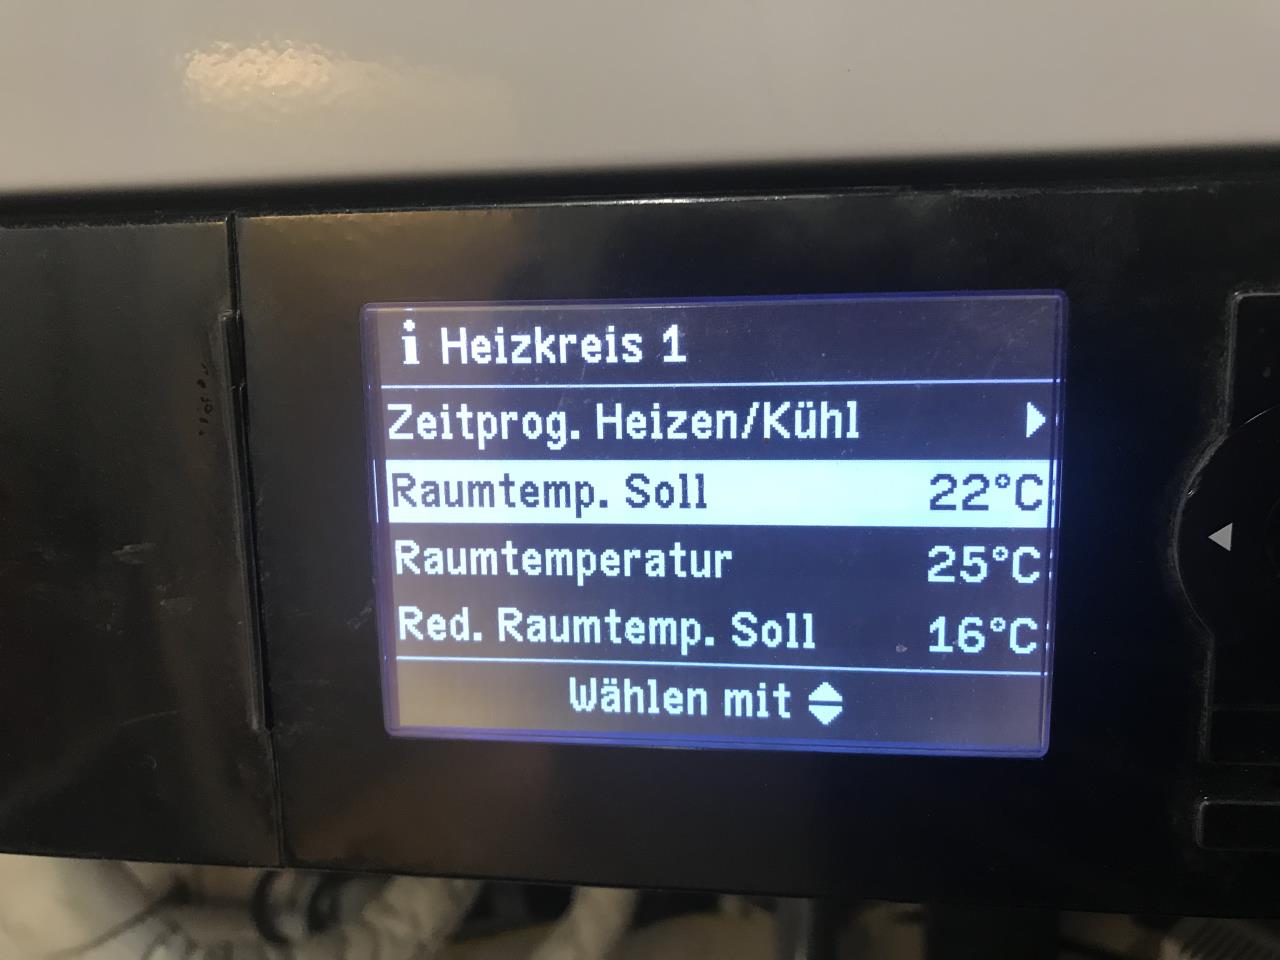 i Heizkreis 1
Zeitprog. Heizen/Kühl
Raumtemp. Soll 22°C
Raumtemperatur 25°C
Red. Raumtemp. Soll 16°C
Wählen mit